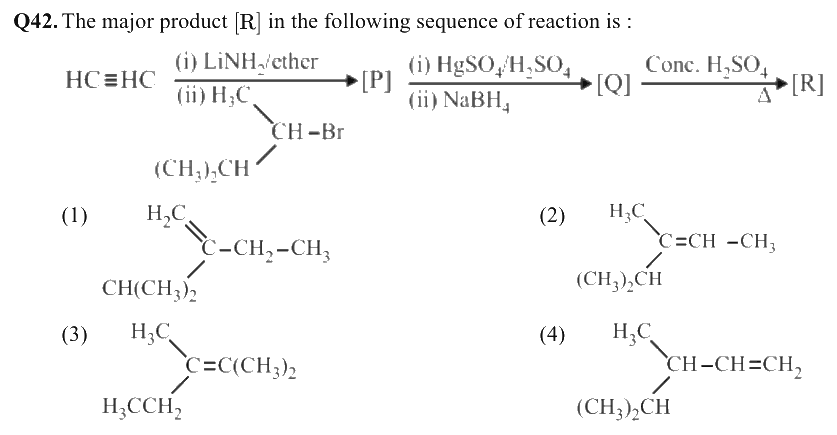 Q42. The major product [R] in the following sequence of reaction is :
HC≡HC (i) LiNH₂/ether [P] (i) HgSO₄/H₂SO₄ [Q] Conc. H₂SO₄ [R]
(ii) H₃C (ii) NaBH₄ Δ
CH–Br
(CH₃)₂CH
(1) H₂C (2) H₃C
C–CH₂–CH₃ C=CH –CH₃
CH(CH₃)₂ (CH₃)₂CH
(3) H₃C (4) H₃C
C=C(CH₃)₂ CH–CH=CH₂
H₃CCH₂ (CH₃)₂CH